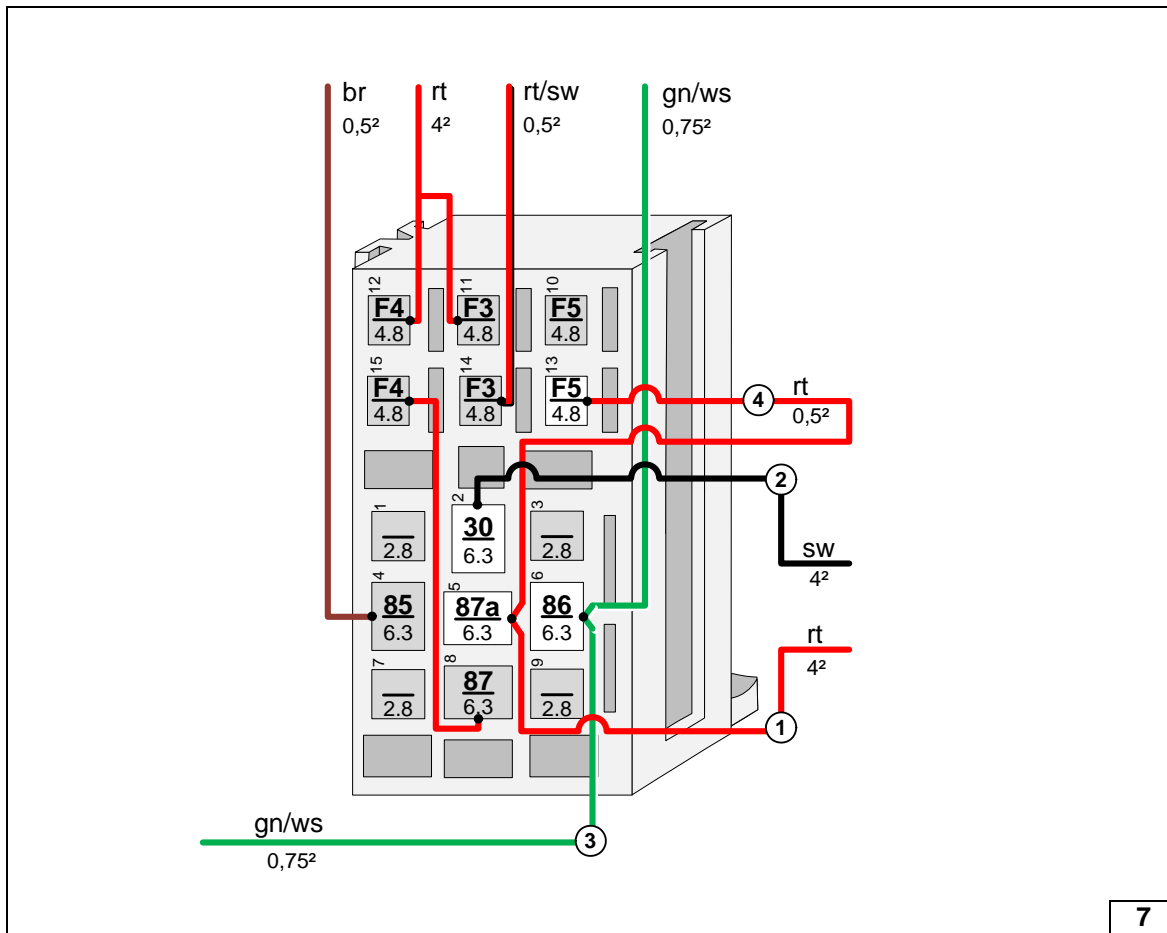 br rt rt/sw gn/ws
0,5² 4² 0,5² 0,75²
12 11 10
F4 F3 F5
4.8 4.8 4.8
15 14 13
F4 F3 F5 4 rt
4.8 4.8 4.8 0,5²
2
1 2 3
30
2.8 6.3 2.8
sw
4²
4 5 6
85 87a 86
6.3 6.3 6.3
rt
4²
7 8 9
87
2.8 6.3 2.8
1
gn/ws
3
0,75²
7